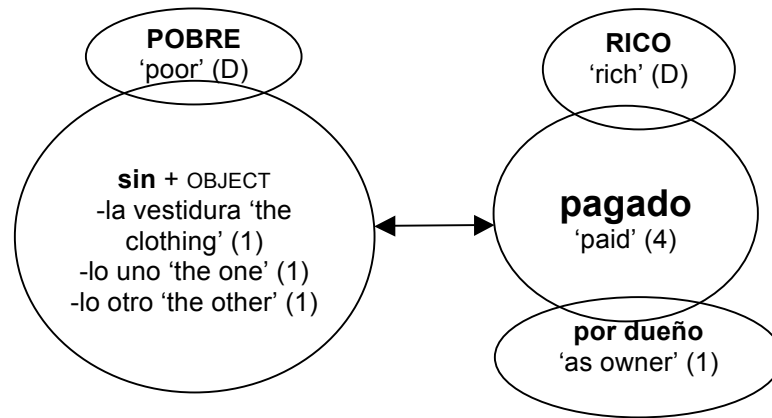 POBRE
‘poor’ (D)
sin + OBJECT
-la vestidura ‘the
clothing’ (1)
-lo uno ‘the one’ (1)
-lo otro ‘the other’ (1)
RICO
‘rich’ (D)
pagado
‘paid’ (4)
por dueño
‘as owner’ (1)